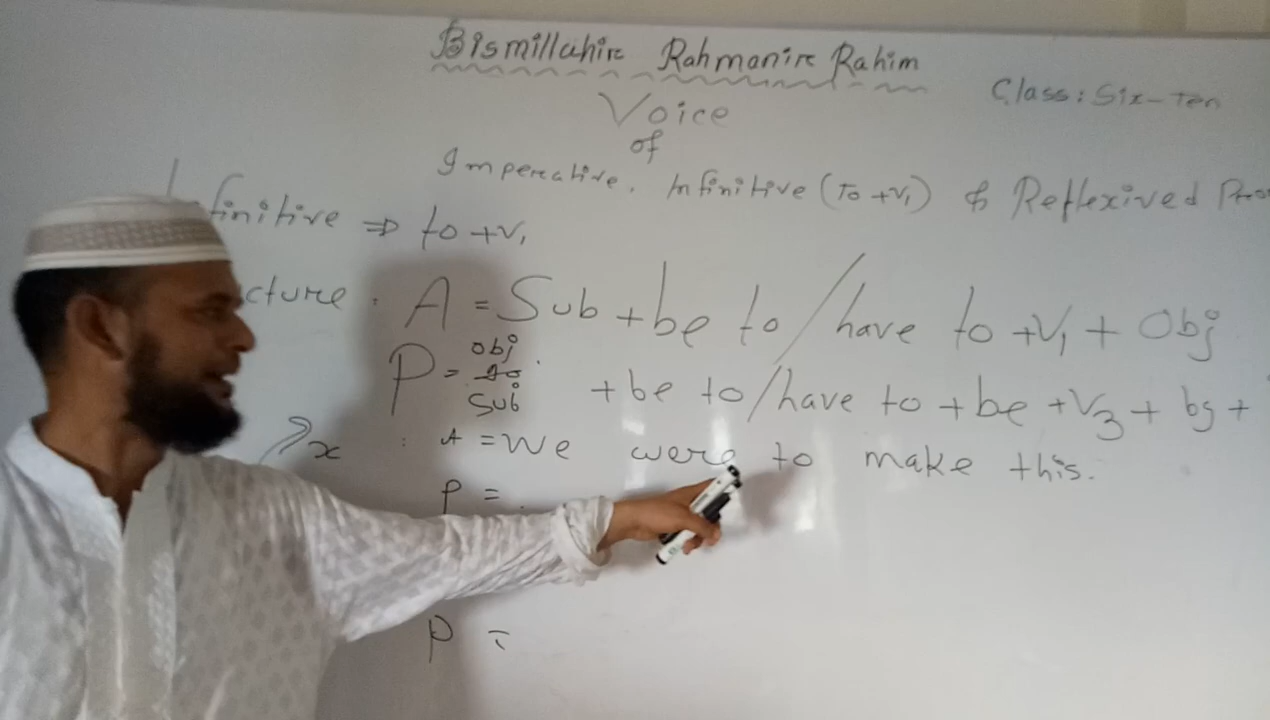 Bismillahir Rahmanir Rahim
Class: Six-Ten
Voice
of
Imperative, Infinitive (To +V₁) & Reflexived
finitive ⇒ to +V₁
cture : A = Sub + be to / have to +V₁ + Obj
P = obj
sub + be to / have to + be +V₃ + by +
Ex : A = We were to make this.
P =
P =